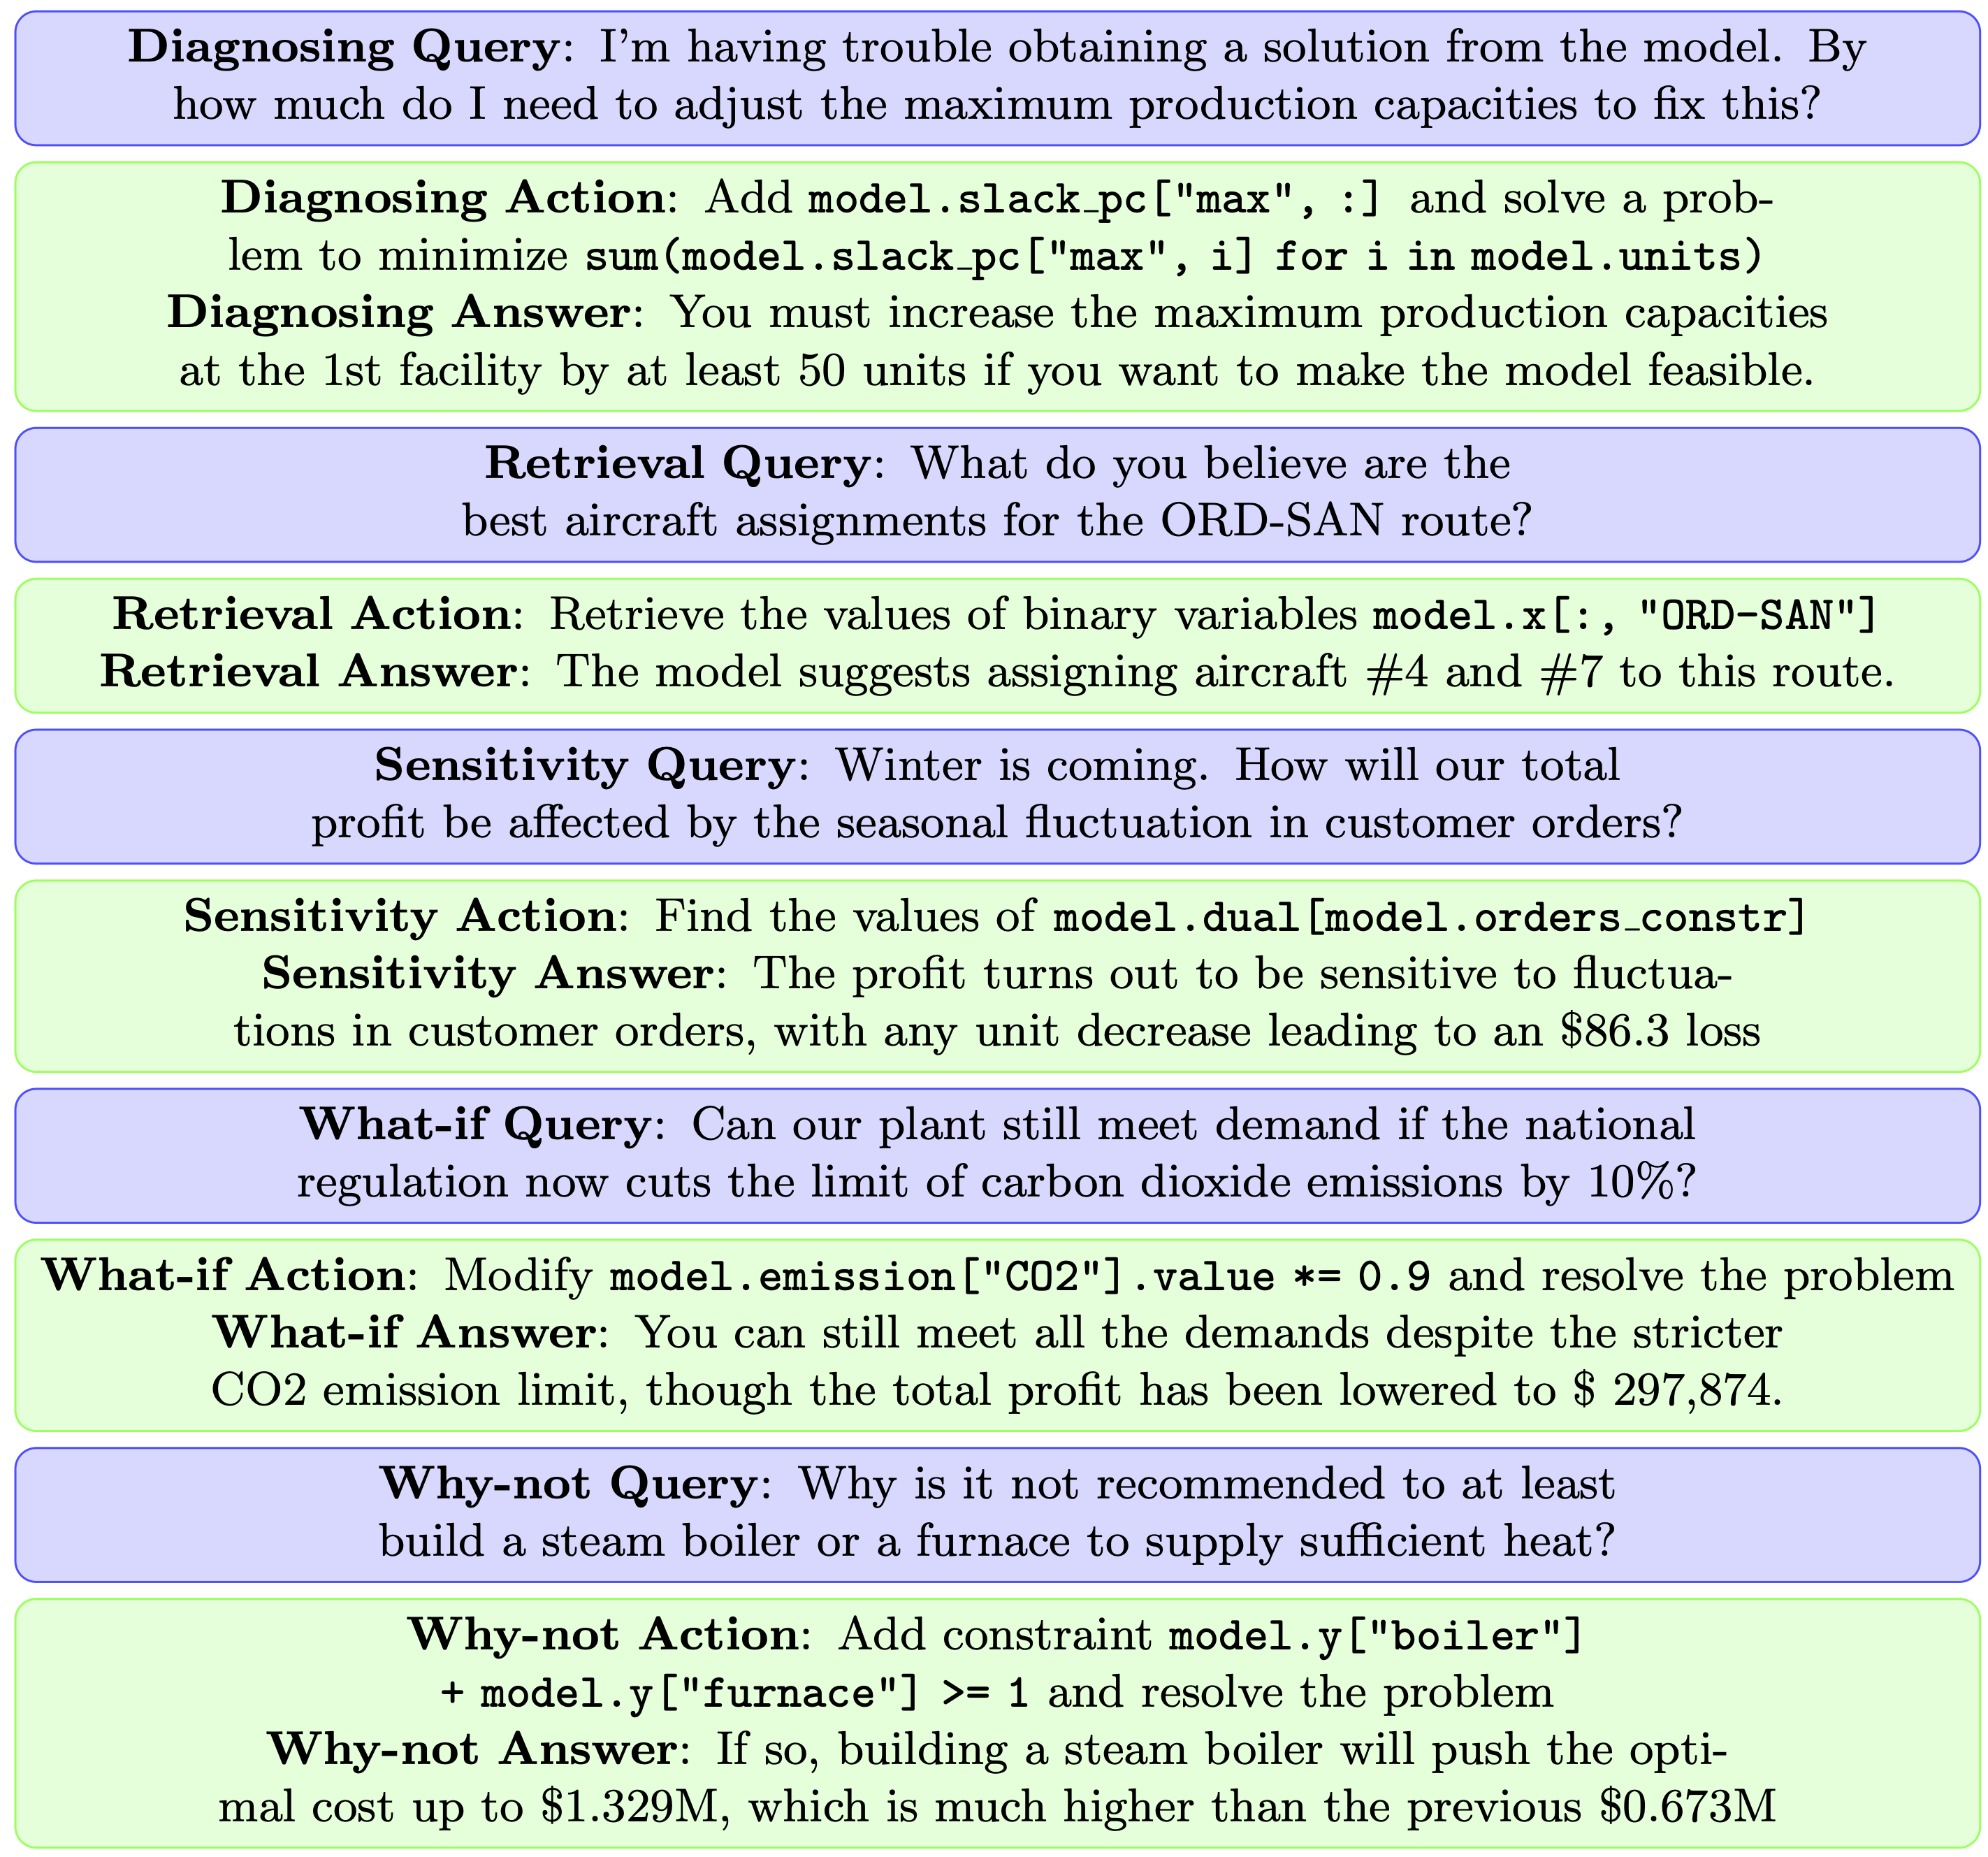 Diagnosing Query: I'm having trouble obtaining a solution from the model. By
how much do I need to adjust the maximum production capacities to fix this?
Diagnosing Action: Add model.slack_pc["max", :] and solve a prob-
lem to minimize sum(model.slack_pc["max", i] for i in model.units)
Diagnosing Answer: You must increase the maximum production capacities
at the 1st facility by at least 50 units if you want to make the model feasible.
Retrieval Query: What do you believe are the
best aircraft assignments for the ORD-SAN route?
Retrieval Action: Retrieve the values of binary variables model.x[:, "ORD-SAN"]
Retrieval Answer: The model suggests assigning aircraft #4 and #7 to this route.
Sensitivity Query: Winter is coming. How will our total
profit be affected by the seasonal fluctuation in customer orders?
Sensitivity Action: Find the values of model.dual[model.orders_constr]
Sensitivity Answer: The profit turns out to be sensitive to fluctua-
tions in customer orders, with any unit decrease leading to an $86.3 loss
What-if Query: Can our plant still meet demand if the national
regulation now cuts the limit of carbon dioxide emissions by 10%?
What-if Action: Modify model.emission["CO2"].value *= 0.9 and resolve the problem
What-if Answer: You can still meet all the demands despite the stricter
CO2 emission limit, though the total profit has been lowered to $ 297,874.
Why-not Query: Why is it not recommended to at least
build a steam boiler or a furnace to supply sufficient heat?
Why-not Action: Add constraint model.y["boiler"]
+ model.y["furnace"] >= 1 and resolve the problem
Why-not Answer: If so, building a steam boiler will push the opti-
mal cost up to $1.329M, which is much higher than the previous $0.673M